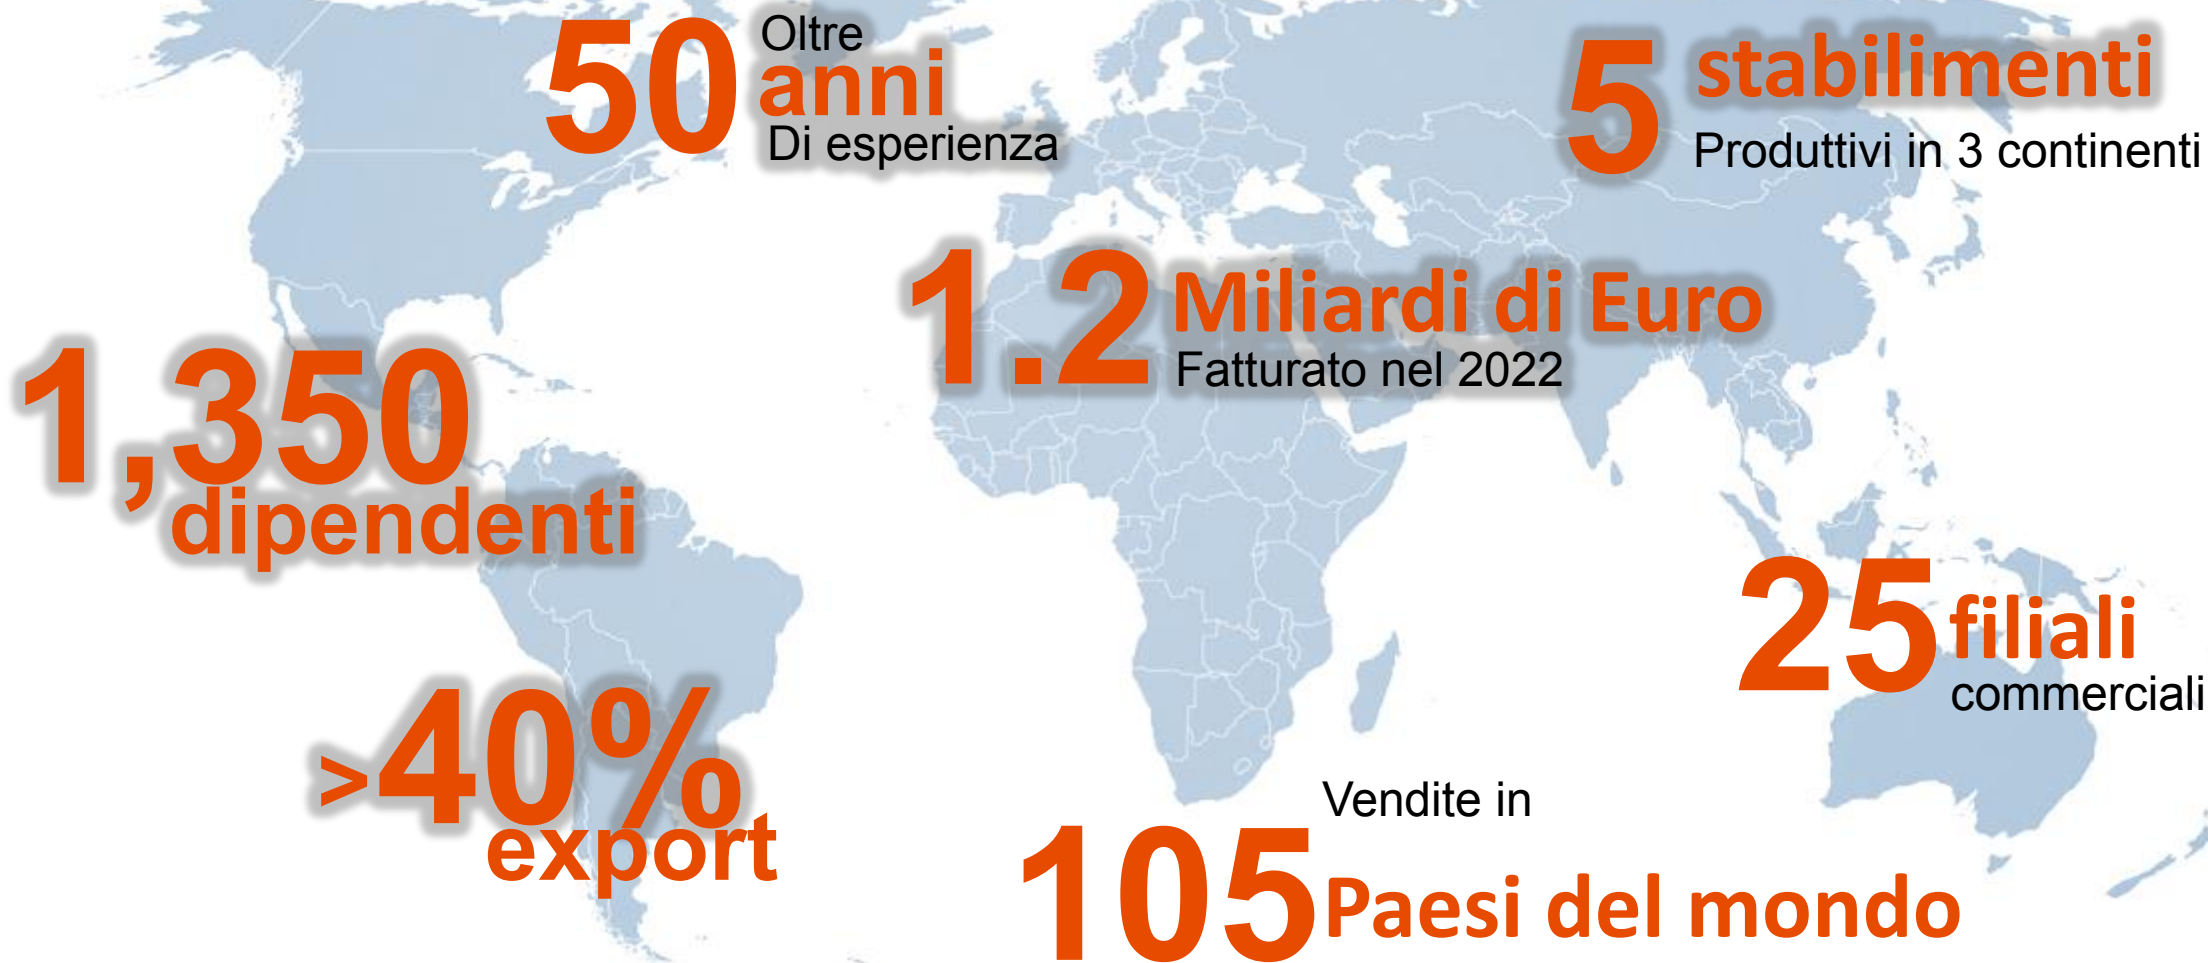 50 Oltre
anni
Di esperienza
5 stabilimenti
Produttivi in 3 continenti
1.2 Miliardi di Euro
Fatturato nel 2022
1,350
dipendenti
25 filiali
commerciali
>40%
export
Vendite in
105 Paesi del mondo